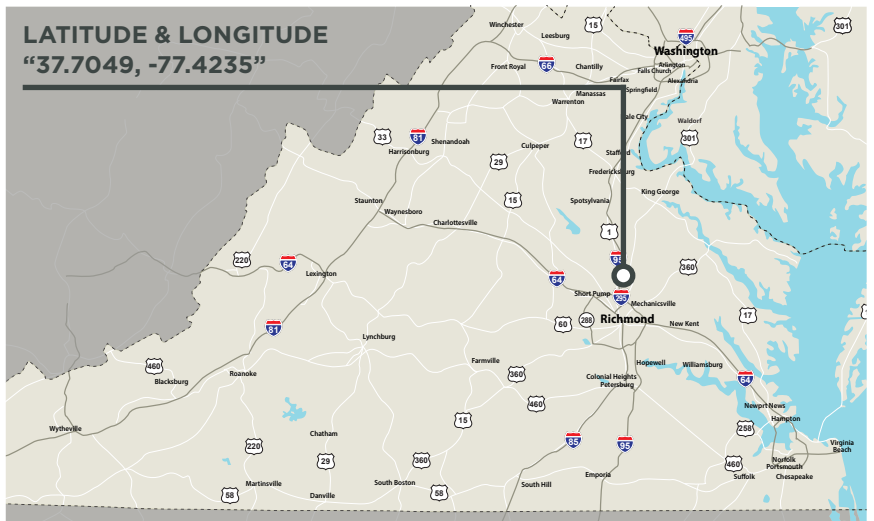 LATITUDE & LONGITUDE
“37.7049, -77.4235”
Winchester
15
Leesburg
495
301
Washington
Front Royal
66
Chantilly
Arlington
Falls Church
Fairfax
Alexandria
Springfield
Manassas
Warrenton
ale City
Waldorf
301
33
81
Shenandoah
Harrisonburg
Culpeper
17
Stafford
29
Fredericksburg
King George
15
Staunton
Spotsylvania
Waynesboro
Charlottesville
1
95
220
64
Lexington
64
360
Short Pump
295
Mechanicsville
17
60
288
Richmond
New Kent
81
Lynchburg
Farmville
Hopewell
Williamsburg
460
Roanoke
360
Blacksburg
Colonial Heights
Petersburg
64
460
Newprt News
Hampton
15
258
Wytheville
Chatham
85
95
Virginia
Beach
220
29
360
460
Norfolk
Portsmouth
Emporia
Suffolk
Chesapeake
Martinsville
South Boston
South Hill
58
Danville
58